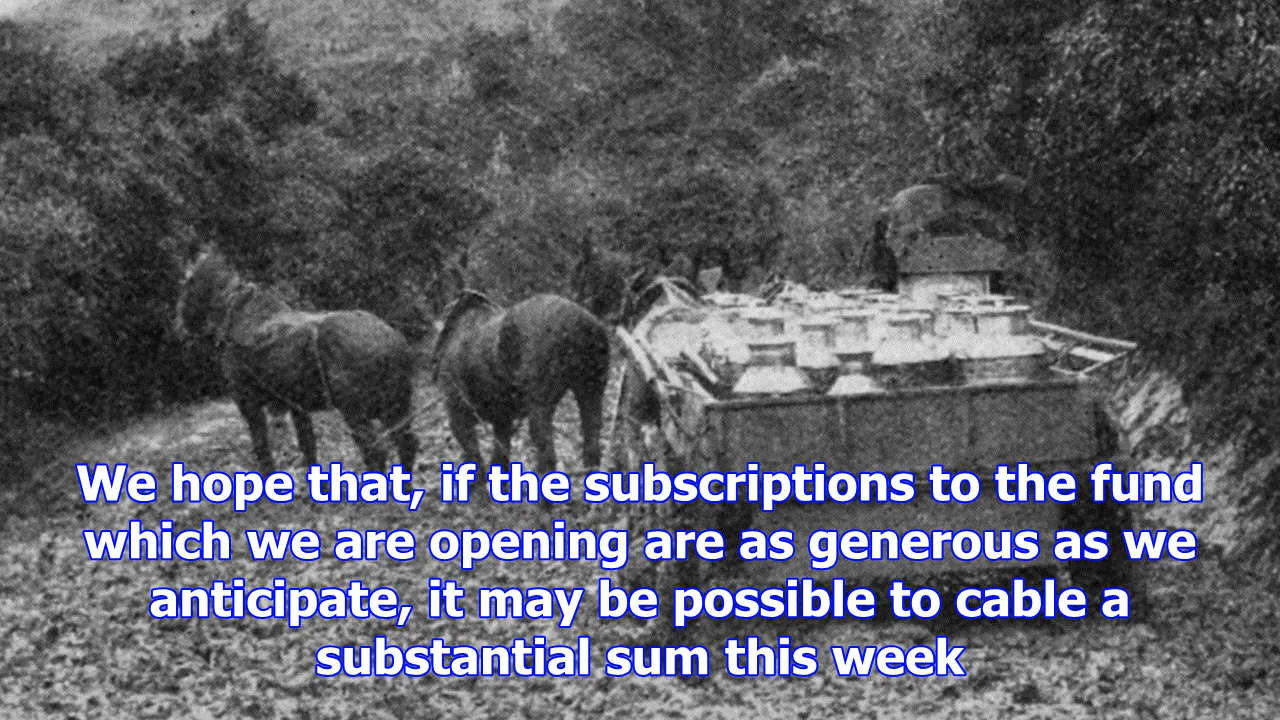 We hope that, if the subscriptions to the fund
which we are opening are as generous as we
anticipate, it may be possible to cable a
substantial sum this week